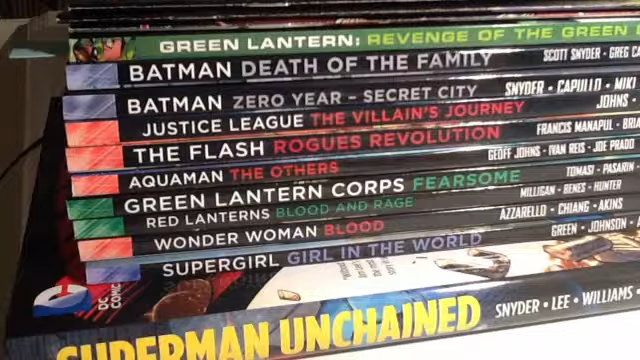 GREEN LANTERN: REVENGE OF THE GREEN
BATMAN DEATH OF THE FAMILY SCOTT SNYDER • GREG
BATMAN ZERO YEAR – SECRET CITY SNYDER • CAPULLO • MIKI
JUSTICE LEAGUE THE VILLAIN'S JOURNEY JOHNS •
THE FLASH ROGUES REVOLUTION FRANCIS MANAPUL •
AQUAMAN THE OTHERS GEOFF JOHNS • IVAN REIS • JOE PRADO
GREEN LANTERN CORPS FEARSOME TOMASI • PASARIN
RED LANTERNS BLOOD AND RAGE MILLIGAN • BENES • HUNTER
WONDER WOMAN BLOOD AZZARELLO • CHIANG • AKINS
SUPERGIRL GIRL IN THE WORLD GREEN • JOHNSON •
DC COMIC
SUPERMAN UNCHAINED SNYDER • LEE • WILLIAMS •